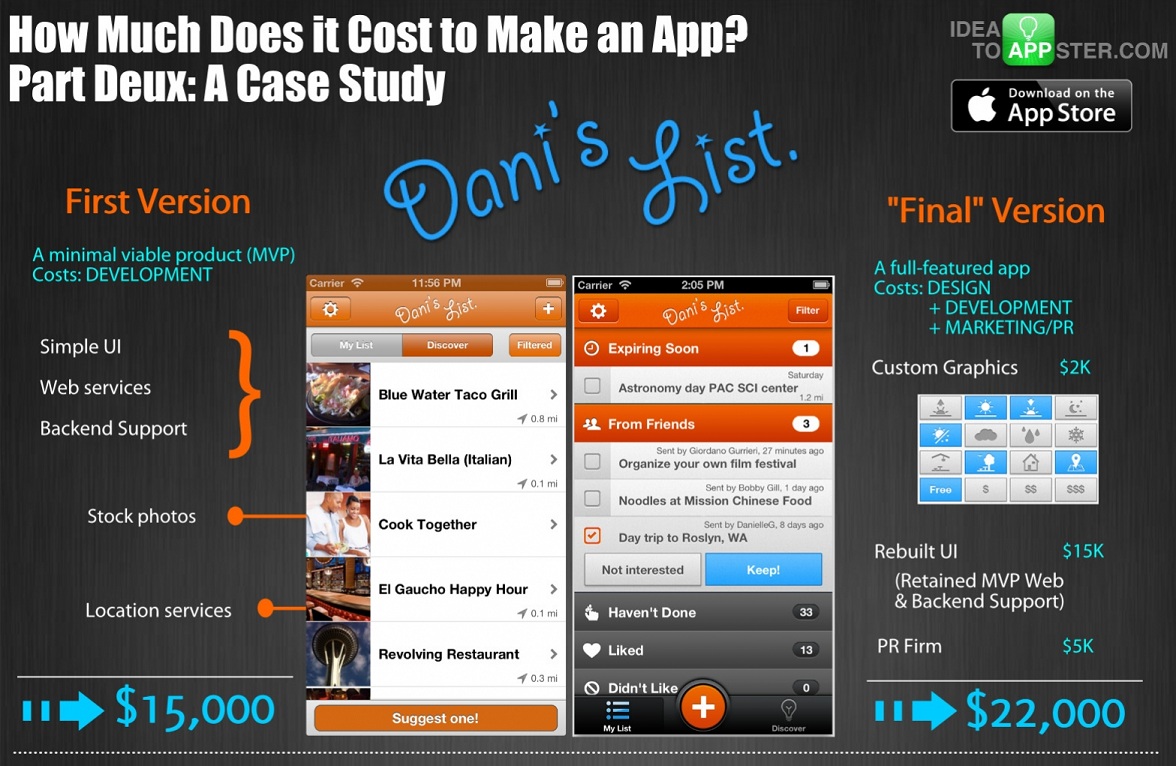 How Much Does it Cost to Make an App?
Part Deux: A Case Study
IDEA
TO APPSTER.COM
Download on the
App Store
Dani's List.
First Version
A minimal viable product (MVP)
Costs: DEVELOPMENT
Simple UI
Web services
Backend Support
Stock photos
Location services
$15,000
Carrier 11:56 PM
Dani's List. +
My List Discover Filtered
Blue Water Taco Grill
0.8 mi
La Vita Bella (Italian)
0.1 mi
Cook Together
El Gaucho Happy Hour
0.1 mi
Revolving Restaurant
0.3 mi
Suggest one!
Carrier 2:05 PM
Dani's List. Filter
Expiring Soon 1
Saturday
Astronomy day PAC SCI center
1.2 mi
From Friends 3
Sent by Giordano Gurrieri, 27 minutes ago
Organize your own film festival
Sent by Bobby Gill, 1 day ago
Noodles at Mission Chinese Food
Sent by DanielleG, 8 days ago
Day trip to Roslyn, WA
Not interested Keep!
Haven't Done 33
Liked 13
Didn't Like 0
My List + Discover
"Final" Version
A full-featured app
Costs: DESIGN
+ DEVELOPMENT
+ MARKETING/PR
Custom Graphics $2K
Free $ $$ $$$
Rebuilt UI $15K
(Retained MVP Web
& Backend Support)
PR Firm $5K
$22,000